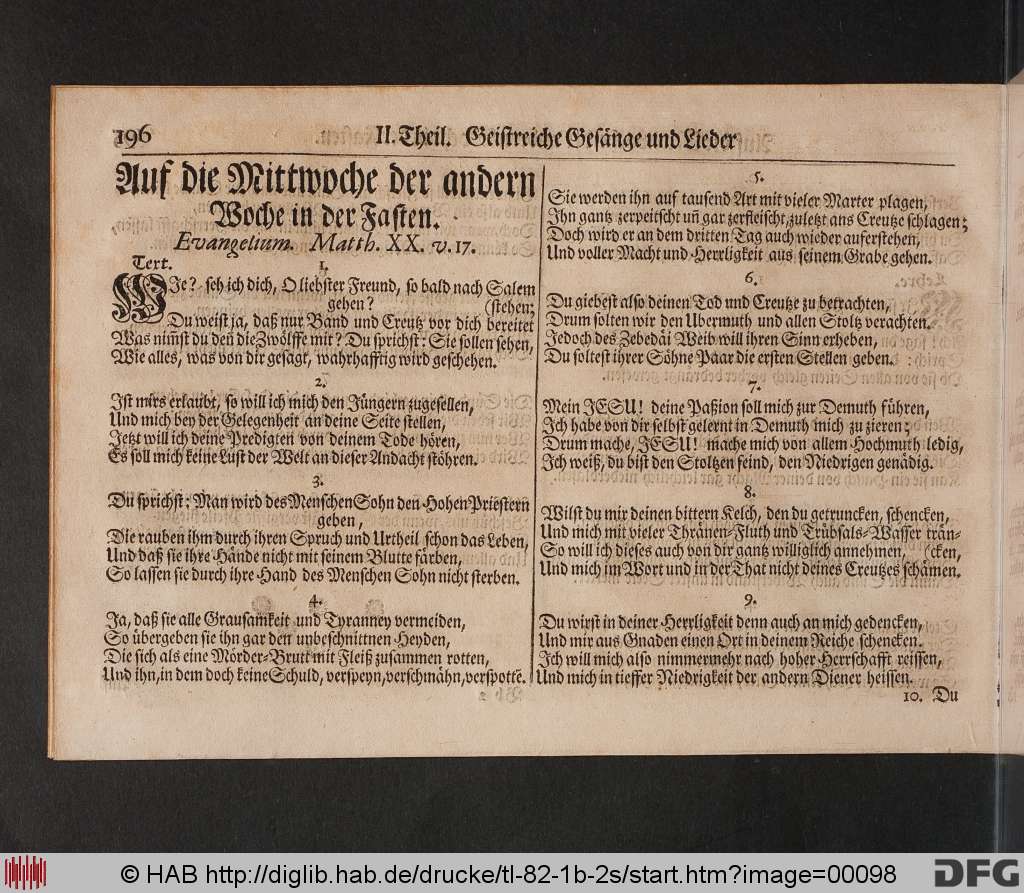 196
II. Theil. Geistreiche Gesänge und Lieder
Auf die Mittwoche der andern
Woche in der Fasten.
Evangelium. Matth. XX. v. 17.
Text.
1.
WIe? seh ich dich, O liebster Freund, so bald nach Salem
gehen? (stehen;
Du weist ja, daß nur Band und Creutz vor dich bereitet
Was nim̄st du deñ die Zwölffe mit? Du sprichst: Sie sollen sehen,
Wie alles, was von dir gesagt, wahrhafftig wird geschehen.
2.
Ist mirs erlaubt, so will ich mich den Jüngern zugesellen,
Und mich bey der Gelegenheit an deine Seite stellen,
Jetzt will ich deine Predigten von deinem Tode hören,
Es soll mich keine Lust der Welt an dieser Andacht stöhren.
3.
Du sprichst: Man wird des Menschen Sohn den Hohen-Priestern
geben,
Die rauben ihm durch ihren Spruch und Urtheil schon das Leben,
Und daß sie ihre Hände nicht mit seinem Blutte färben,
So lassen sie durch ihre Hand des Menschen Sohn nicht sterben.
4.
Ja, daß sie alle Grausamkeit und Tyranney vermeiden,
So übergeben sie ihn gar den unbeschnittnen Heyden,
Die sich als eine Mörder-Brutt mit Fleiß zusammen rotten,
Und ihn, in dem doch keine Schuld, verspeyn, verschmähn, verspottē.
5.
Sie werden ihn auf tausend Art mit vieler Marter plagen,
Ihn gantz zerpeitscht uñ gar zerfleischt, zuletzt ans Creutze schlagen;
Doch wird er an dem dritten Tag auch wieder auferstehen,
Und voller Macht und Herrligkeit aus seinem Grabe gehen.
6.
Du giebest also deinen Tod und Creutze zu betrachten,
Drum solten wir den Ubermuth und allen Stoltz verachten.
Jedoch des Zebedäi Weib will ihren Sinn erheben,
Du soltest ihrer Söhne Paar die ersten Stellen geben.
7.
Mein JESU! deine Paßion soll mich zur Demuth führen,
Ich habe von dir selbst gelernt in Demuth mich zu zieren;
Drum mache, JESU! mache mich von allem Hochmuth ledig,
Ich weiß, du bist den Stoltzen feind, den Niedrigen genädig.
8.
Wilst du mir deinen bittern Kelch, den du getruncken, schencken,
Und mich mit vieler Thränen-Fluth und Trübsals-Wasser trän-
So will ich dieses auch von dir gantz williglich annehmen, (cken,
Und mich im Wort und in der That nicht deines Creutzes schämen.
9.
Du wirst in deiner Herrligkeit denn auch an mich gedencken,
Und mir aus Gnaden einen Ort in deinem Reiche schencken.
Ich will mich also nimmermehr nach hoher Herrschafft reissen,
Und mich in tieffer Niedrigkeit der andern Diener heissen.
10. Du
© HAB http://diglib.hab.de/drucke/tl-82-1b-2s/start.htm?image=00098
DFG